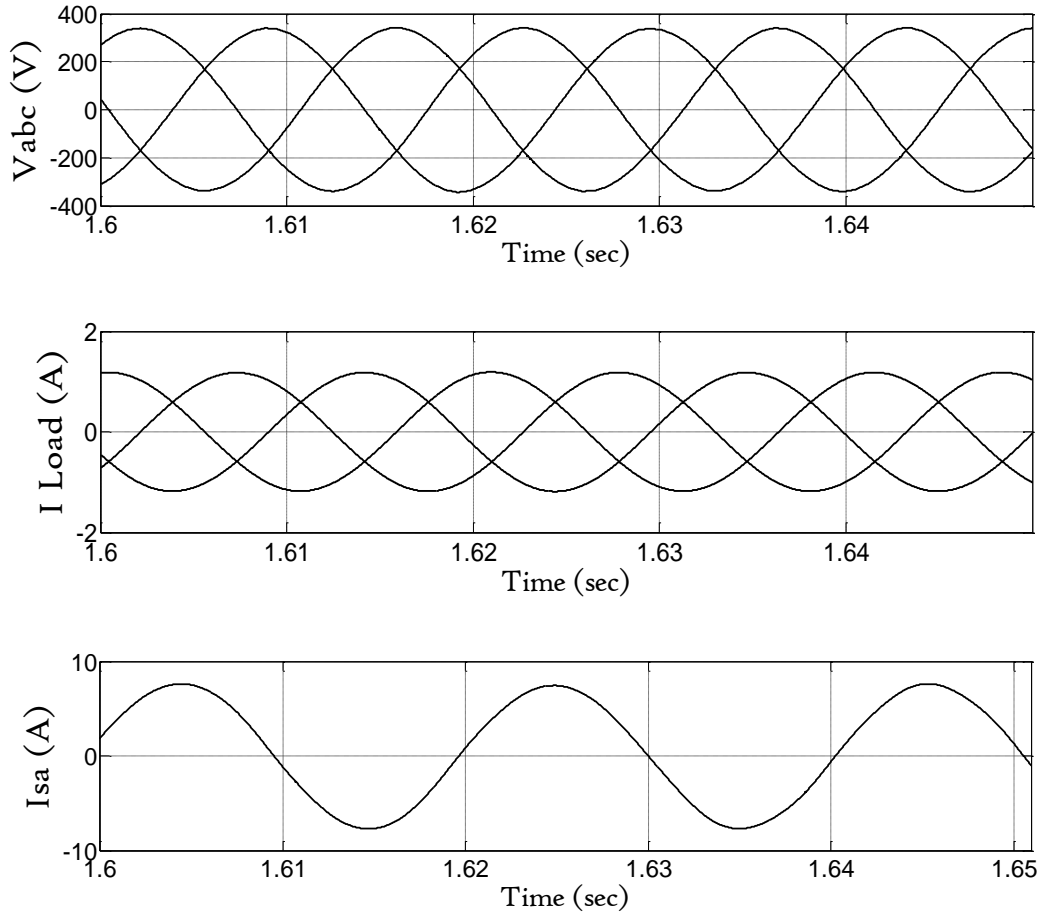 400
200
0
-200
-400
Vabc (V)
1.6 1.61 1.62 1.63 1.64
Time (sec)
2
0
-2
I Load (A)
1.6 1.61 1.62 1.63 1.64
Time (sec)
10
0
-10
Isa (A)
1.6 1.61 1.62 1.63 1.64 1.65
Time (sec)